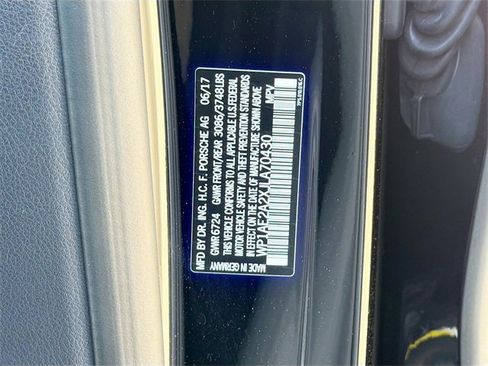 MFD BY DR. ING. H.C. F. PORSCHE AG 06/17
GWR 6724 GAWR FRONT/REAR 3086/3748LBS
THIS VEHICLE CONFORMS TO ALL APPLICABLE U.S.FEDERAL
MOTOR VEHICLE SAFETY AND THEFT PREVENTION STANDARDS
IN EFFECT ON THE DATE OF MANUFACTURE SHOWN ABOVE
WP1AE2A2XJLA70430 MPV
MADE IN GERMANY